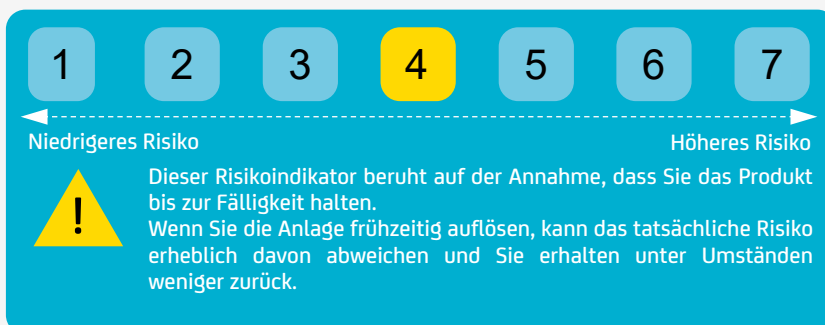 1 2 3 4 5 6 7
Niedrigeres Risiko Höheres Risiko
Dieser Risikoindikator beruht auf der Annahme, dass Sie das Produkt
bis zur Fälligkeit halten.
Wenn Sie die Anlage frühzeitig auflösen, kann das tatsächliche Risiko
erheblich davon abweichen und Sie erhalten unter Umständen
weniger zurück.
!